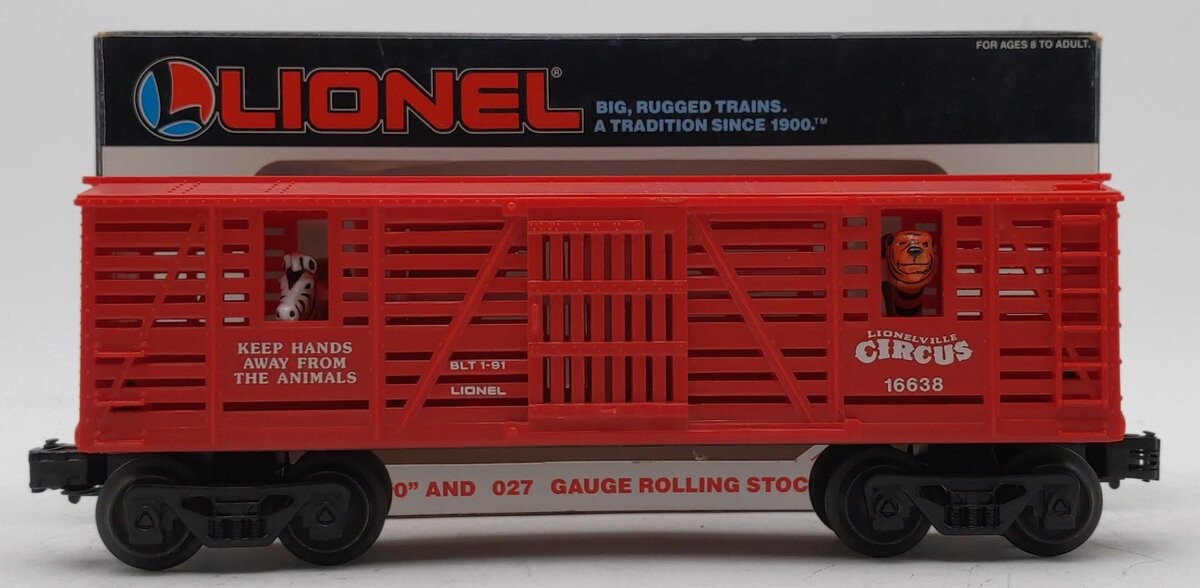 FOR AGES 8 TO ADULT.
LIONEL®
BIG, RUGGED TRAINS.
A TRADITION SINCE 1900.™
KEEP HANDS
AWAY FROM
THE ANIMALS
BLT 1-91
LIONEL
LIONELVILLE
CIRCUS
16638
"O" AND 027 GAUGE ROLLING STOC